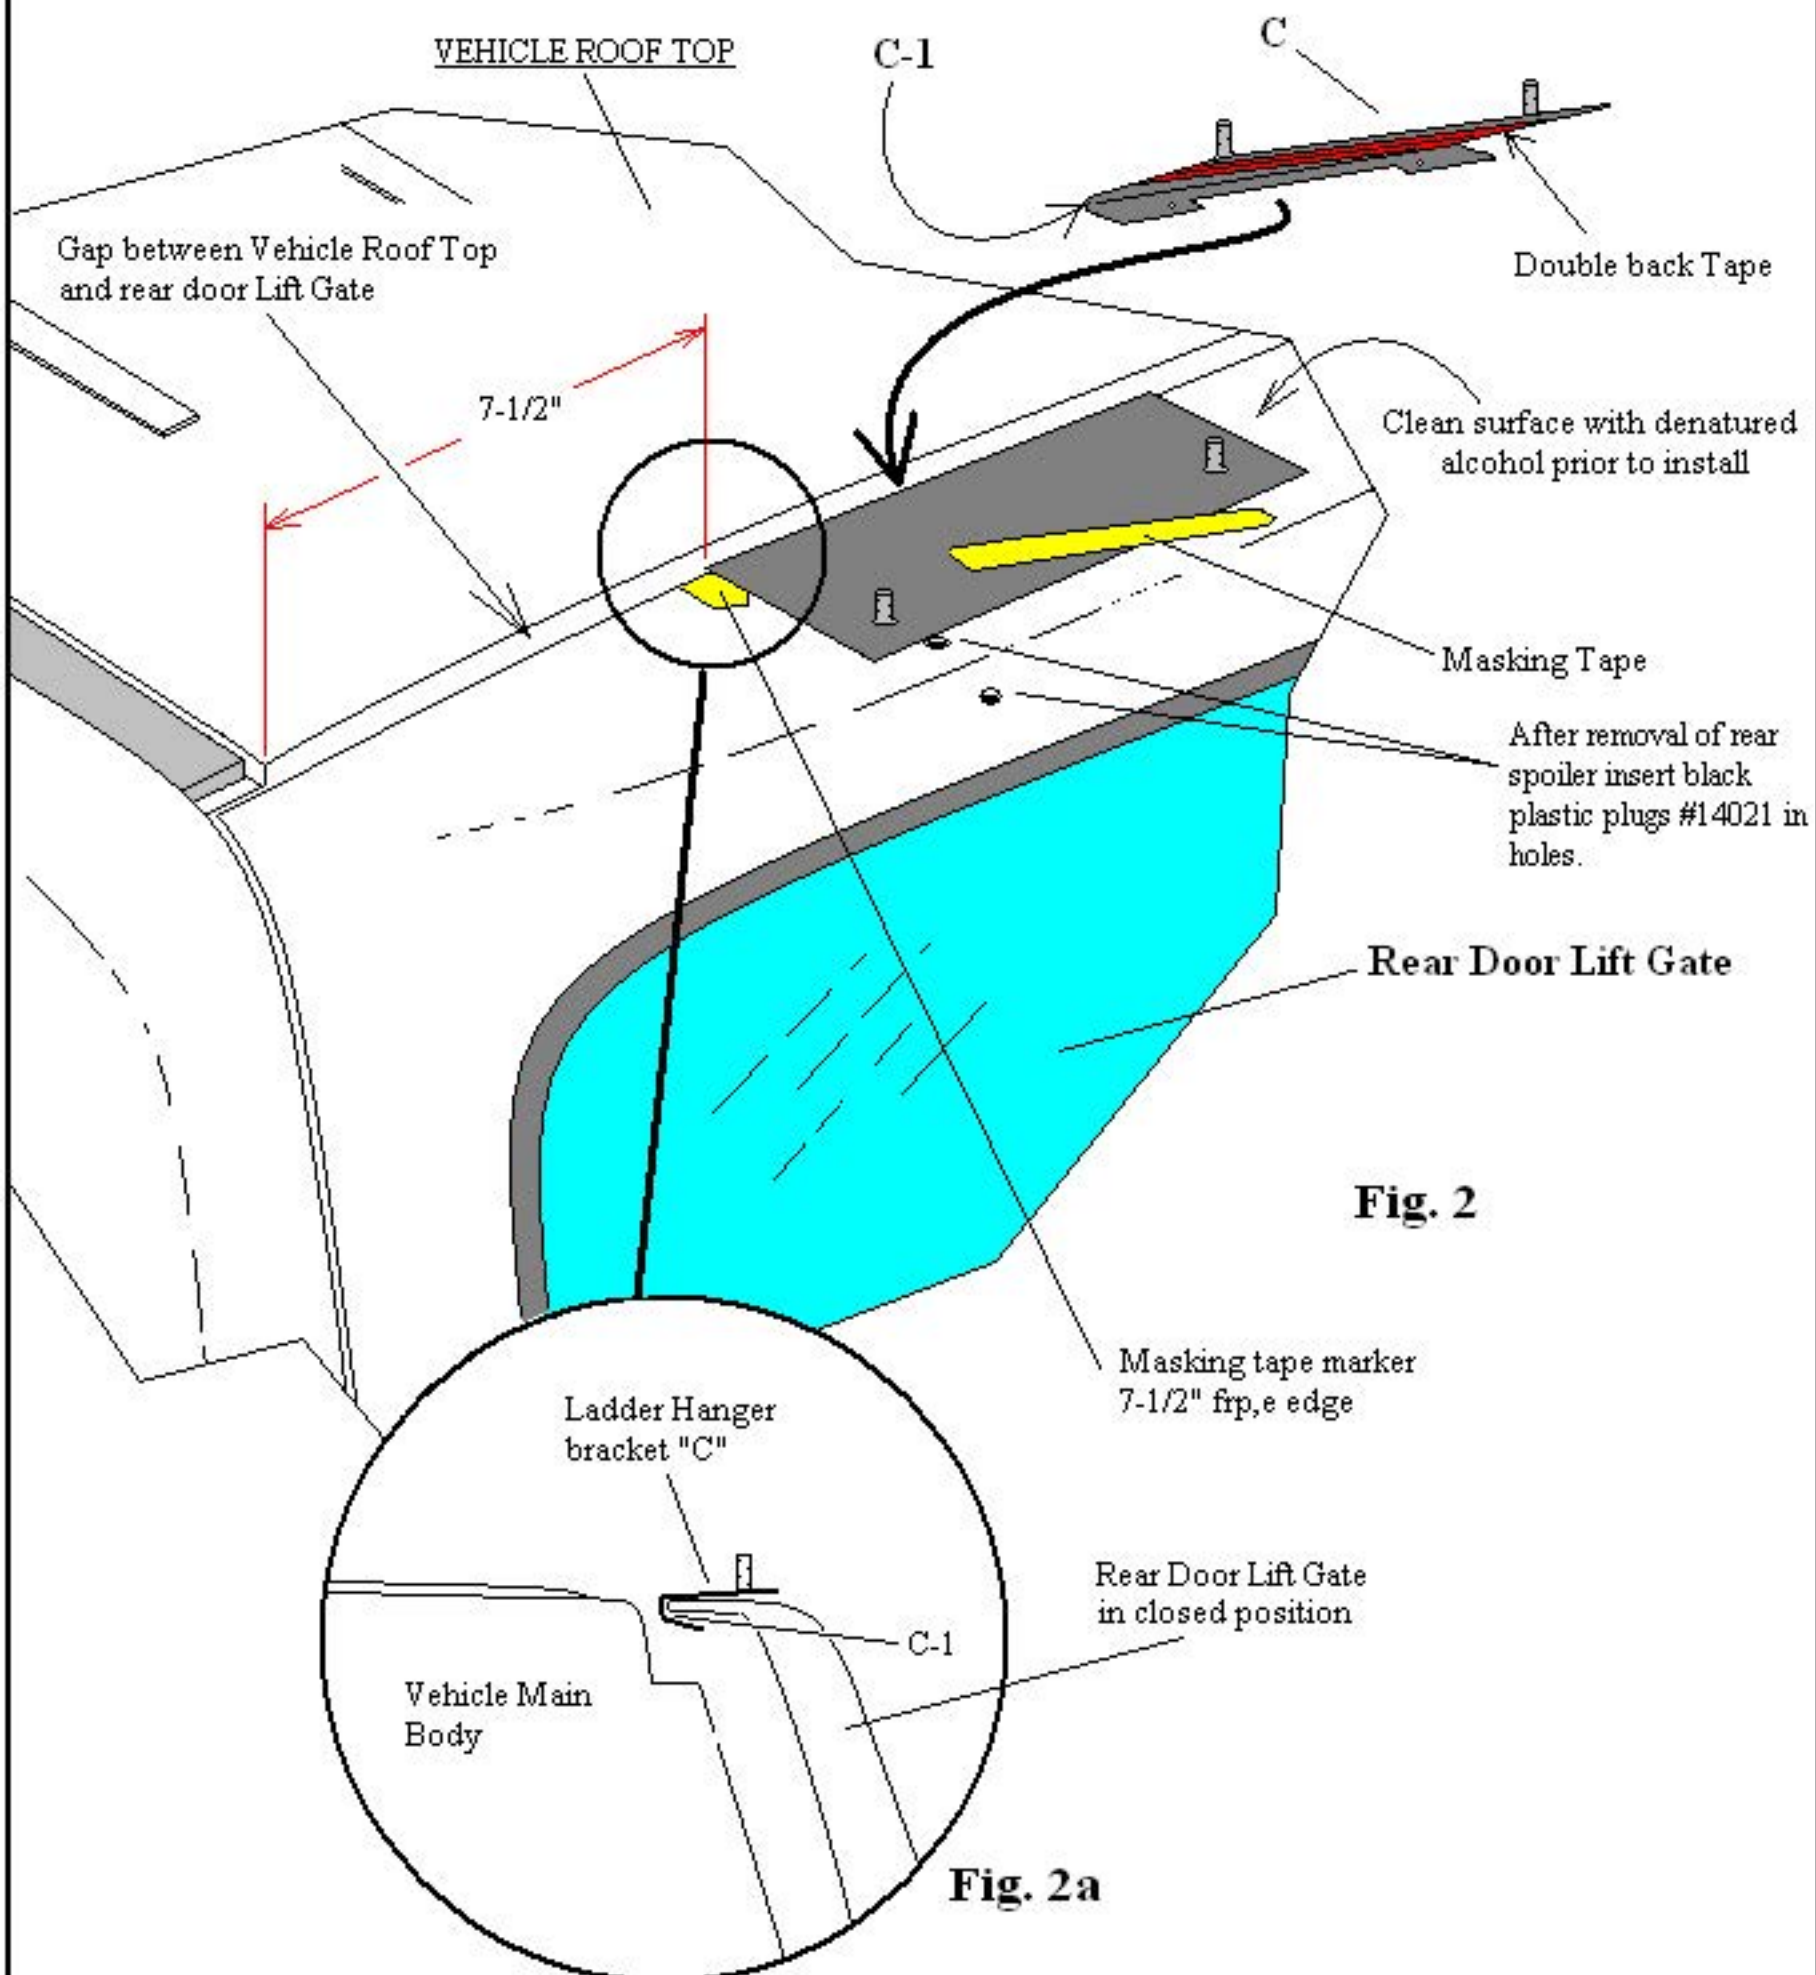 VEHICLE ROOF TOP
C-1
C
Gap between Vehicle Roof Top
and rear door Lift Gate
Double back Tape
7-1/2"
Clean surface with denatured
alcohol prior to install
Masking Tape
After removal of rear
spoiler insert black
plastic plugs #14021 in
holes.
Rear Door Lift Gate
Fig. 2
Masking tape marker
7-1/2" frp,e edge
Ladder Hanger
bracket "C"
Rear Door Lift Gate
in closed position
C-1
Vehicle Main
Body
Fig. 2a